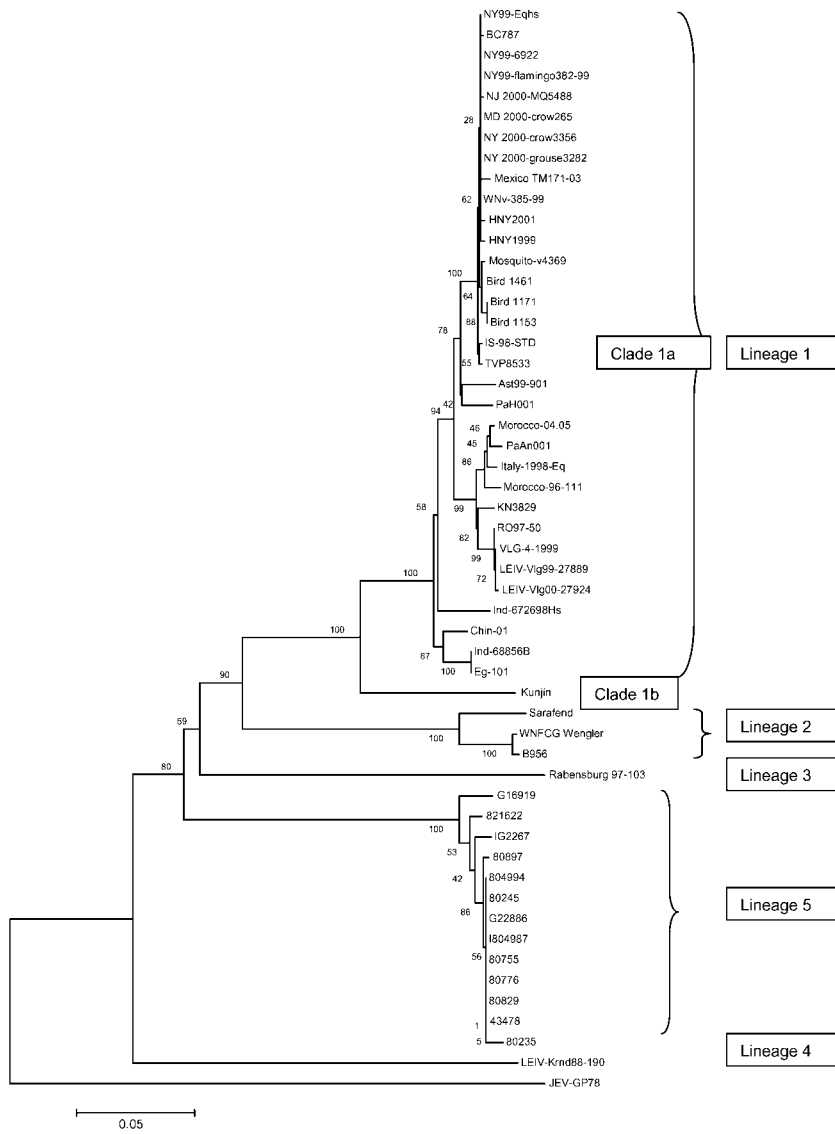 NY99-Eqhs
BC787
NY99-6922
NY99-flamingo382-99
NJ 2000-MQ5488
MD 2000-crow265
28
NY 2000-crow3356
NY 2000-grouse3282
Mexico TM171-03
62
WNv-385-99
HNY2001
HNY1999
Mosquito-v4369
100
Bird 1461
64
Bird 1171
88
Bird 1153
78
IS-98-STD
Clade 1a
Lineage 1
55
TVP8533
Ast99-901
42
PaH001
94
46
Morocco-04.05
45
PaAn001
86
Italy-1998-Eq
Morocco-96-111
58
99
KN3829
RO97-50
82
VLG-4-1999
99
LEIV-Vlg99-27889
72
LEIV-Vlg00-27924
100
Ind-672698Hs
100
Chin-01
87
Ind-68856B
100
Eg-101
90
Kunjin
Clade 1b
59
Sarafend
Lineage 2
100
WNFCG Wengler
100
B956
80
Rabensburg 97-103
Lineage 3
G16919
100
821622
53
IG2267
42
80897
804994
80245
Lineage 5
86
G22886
I804987
56
80755
80776
80829
1
43478
5
80235
Lineage 4
LEIV-Krnd88-190
JEV-GP78
0.05